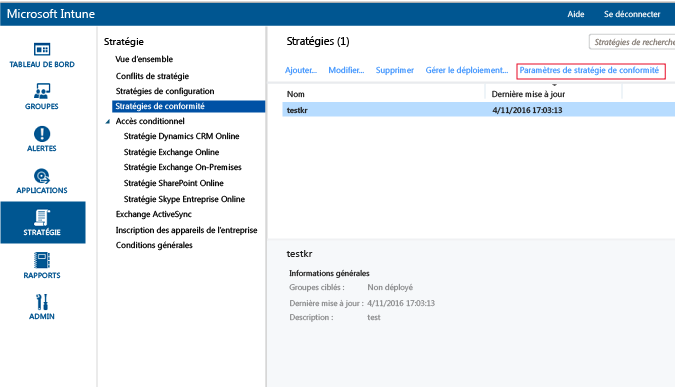 Microsoft Intune
Aide
Se déconnecter
TABLEAU DE BORD
GROUPES
ALERTES
APPLICATIONS
STRATÉGIE
RAPPORTS
ADMIN
Stratégie
Vue d'ensemble
Conflits de stratégie
Stratégies de configuration
Stratégies de conformité
Accès conditionnel
Stratégie Dynamics CRM Online
Stratégie Exchange Online
Stratégie Exchange On-Premises
Stratégie SharePoint Online
Stratégie Skype Entreprise Online
Exchange ActiveSync
Inscription des appareils de l'entreprise
Conditions générales
Stratégies (1)
Stratégies de recherche
Ajouter... Modifier... Supprimer Gérer le déploiement... Paramètres de stratégie de conformité
Nom Dernière mise à jour
testkr 4/11/2016 17:03:13
testkr
Informations générales
Groupes ciblés : Non déployé
Dernière mise à jour : 4/11/2016 17:03:13
Description : test